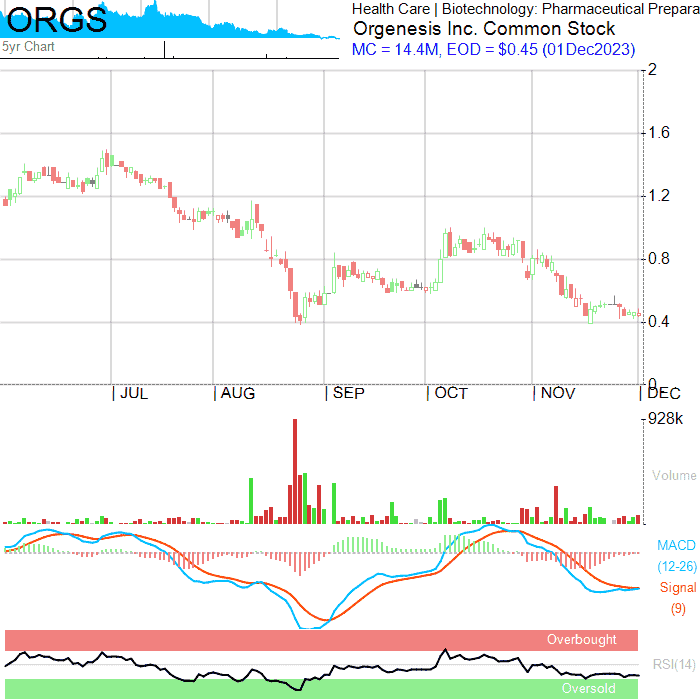 ORGS
Health Care | Biotechnology: Pharmaceutical Prepara
Orgenesis Inc. Common Stock
MC = 14.4M, EOD = $0.45 (01Dec2023)
5yr Chart
2
1.6
1.2
0.8
0.4
0
JUL
AUG
SEP
OCT
NOV
DEC
928k
Volume
MACD
(12-26)
Signal
(9)
Overbought
RSI(14)
Oversold